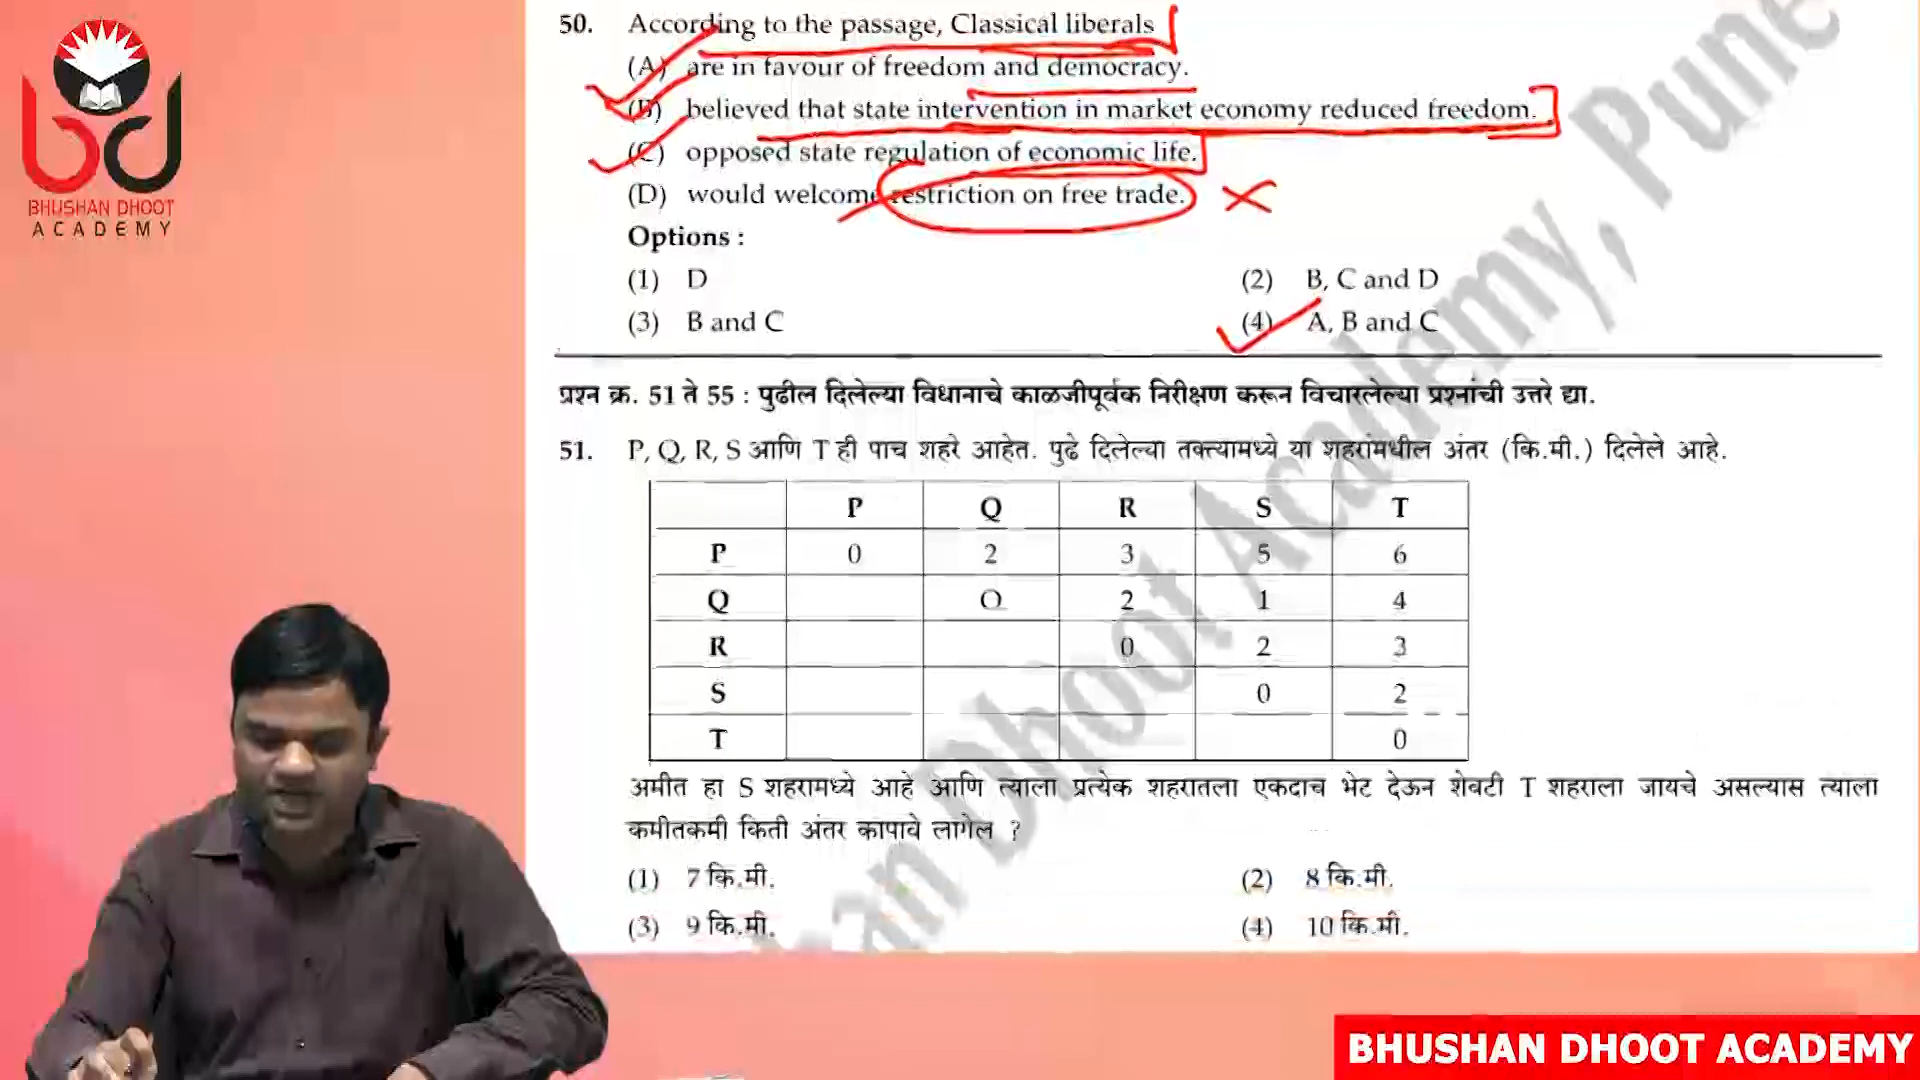 50. According to the passage, Classical liberals
(A) are in favour of freedom and democracy.
(B) believed that state intervention in market economy reduced freedom.
(C) opposed state regulation of economic life.
(D) would welcome restriction on free trade.
Options :
(1) D (2) B, C and D
(3) B and C (4) A, B and C
प्रश्न क्र. 51 ते 55 : पुढील दिलेल्या विधानाचे काळजीपूर्वक निरीक्षण करून विचारलेल्या प्रश्नांची उत्तरे द्या.
51. P, Q, R, S आणि T ही पाच शहरे आहेत. पुढे दिलेल्या तक्त्यामध्ये या शहरांमधील अंतर (कि.मी.) दिलेले आहे.
P Q R S T
P 0 2 3 5 6
Q O 2 1 4
R 0 2 3
S 0 2
T 0
अमीत हा S शहरामध्ये आहे आणि त्याला प्रत्येक शहरातला एकदाच भेट देऊन शेवटी T शहराला जायचे असल्यास त्याला
कमीतकमी किती अंतर कापावे लागेल ?
(1) 7 कि.मी. (2) 8 कि.मी.
(3) 9 कि.मी. (4) 10 कि.मी.
bd
BHUSHAN DHOOT
ACADEMY
BHUSHAN DHOOT ACADEMY
han Dhoot Academy, Pune